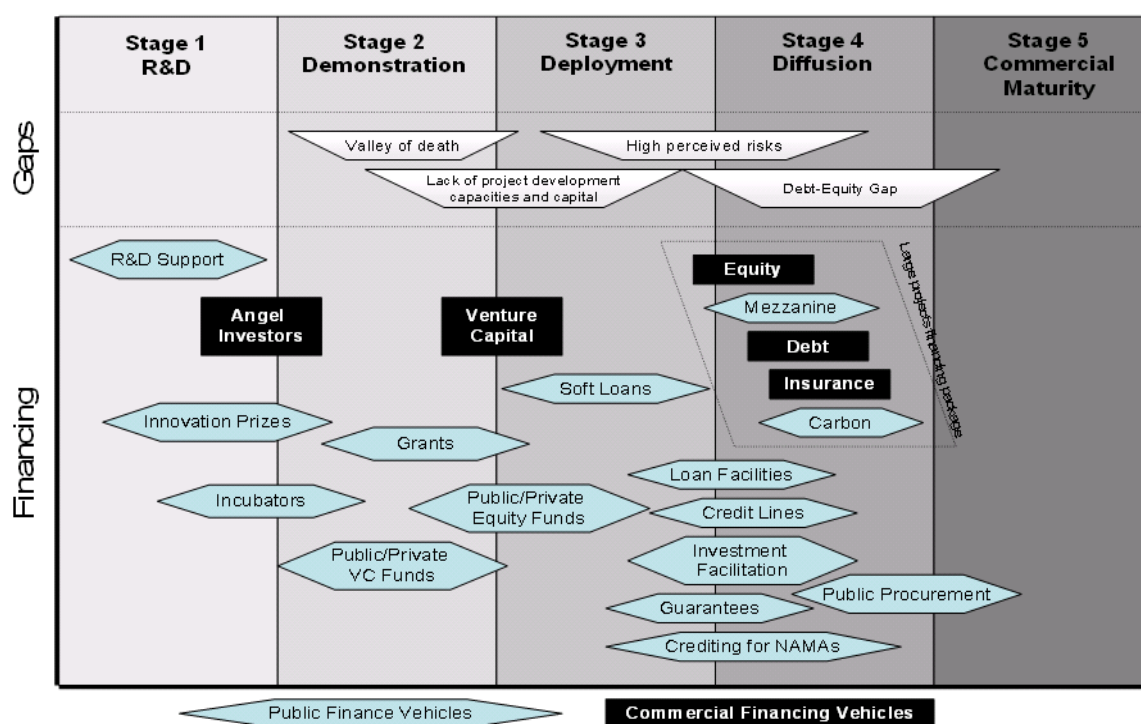 Stage 1
R&D
Stage 2
Demonstration
Stage 3
Deployment
Stage 4
Diffusion
Stage 5
Commercial
Maturity
Gaps
Valley of death
High perceived risks
Lack of project development
capacities and capital
Debt-Equity Gap
Financing
R&D Support
Angel
Investors
Venture
Capital
Equity
Mezzanine
Debt
Insurance
Carbon
Large projects financing package
Soft Loans
Innovation Prizes
Grants
Incubators
Public/Private
Equity Funds
Public/Private
VC Funds
Loan Facilities
Credit Lines
Investment
Facilitation
Public Procurement
Guarantees
Crediting for NAMAs
Public Finance Vehicles
Commercial Financing Vehicles